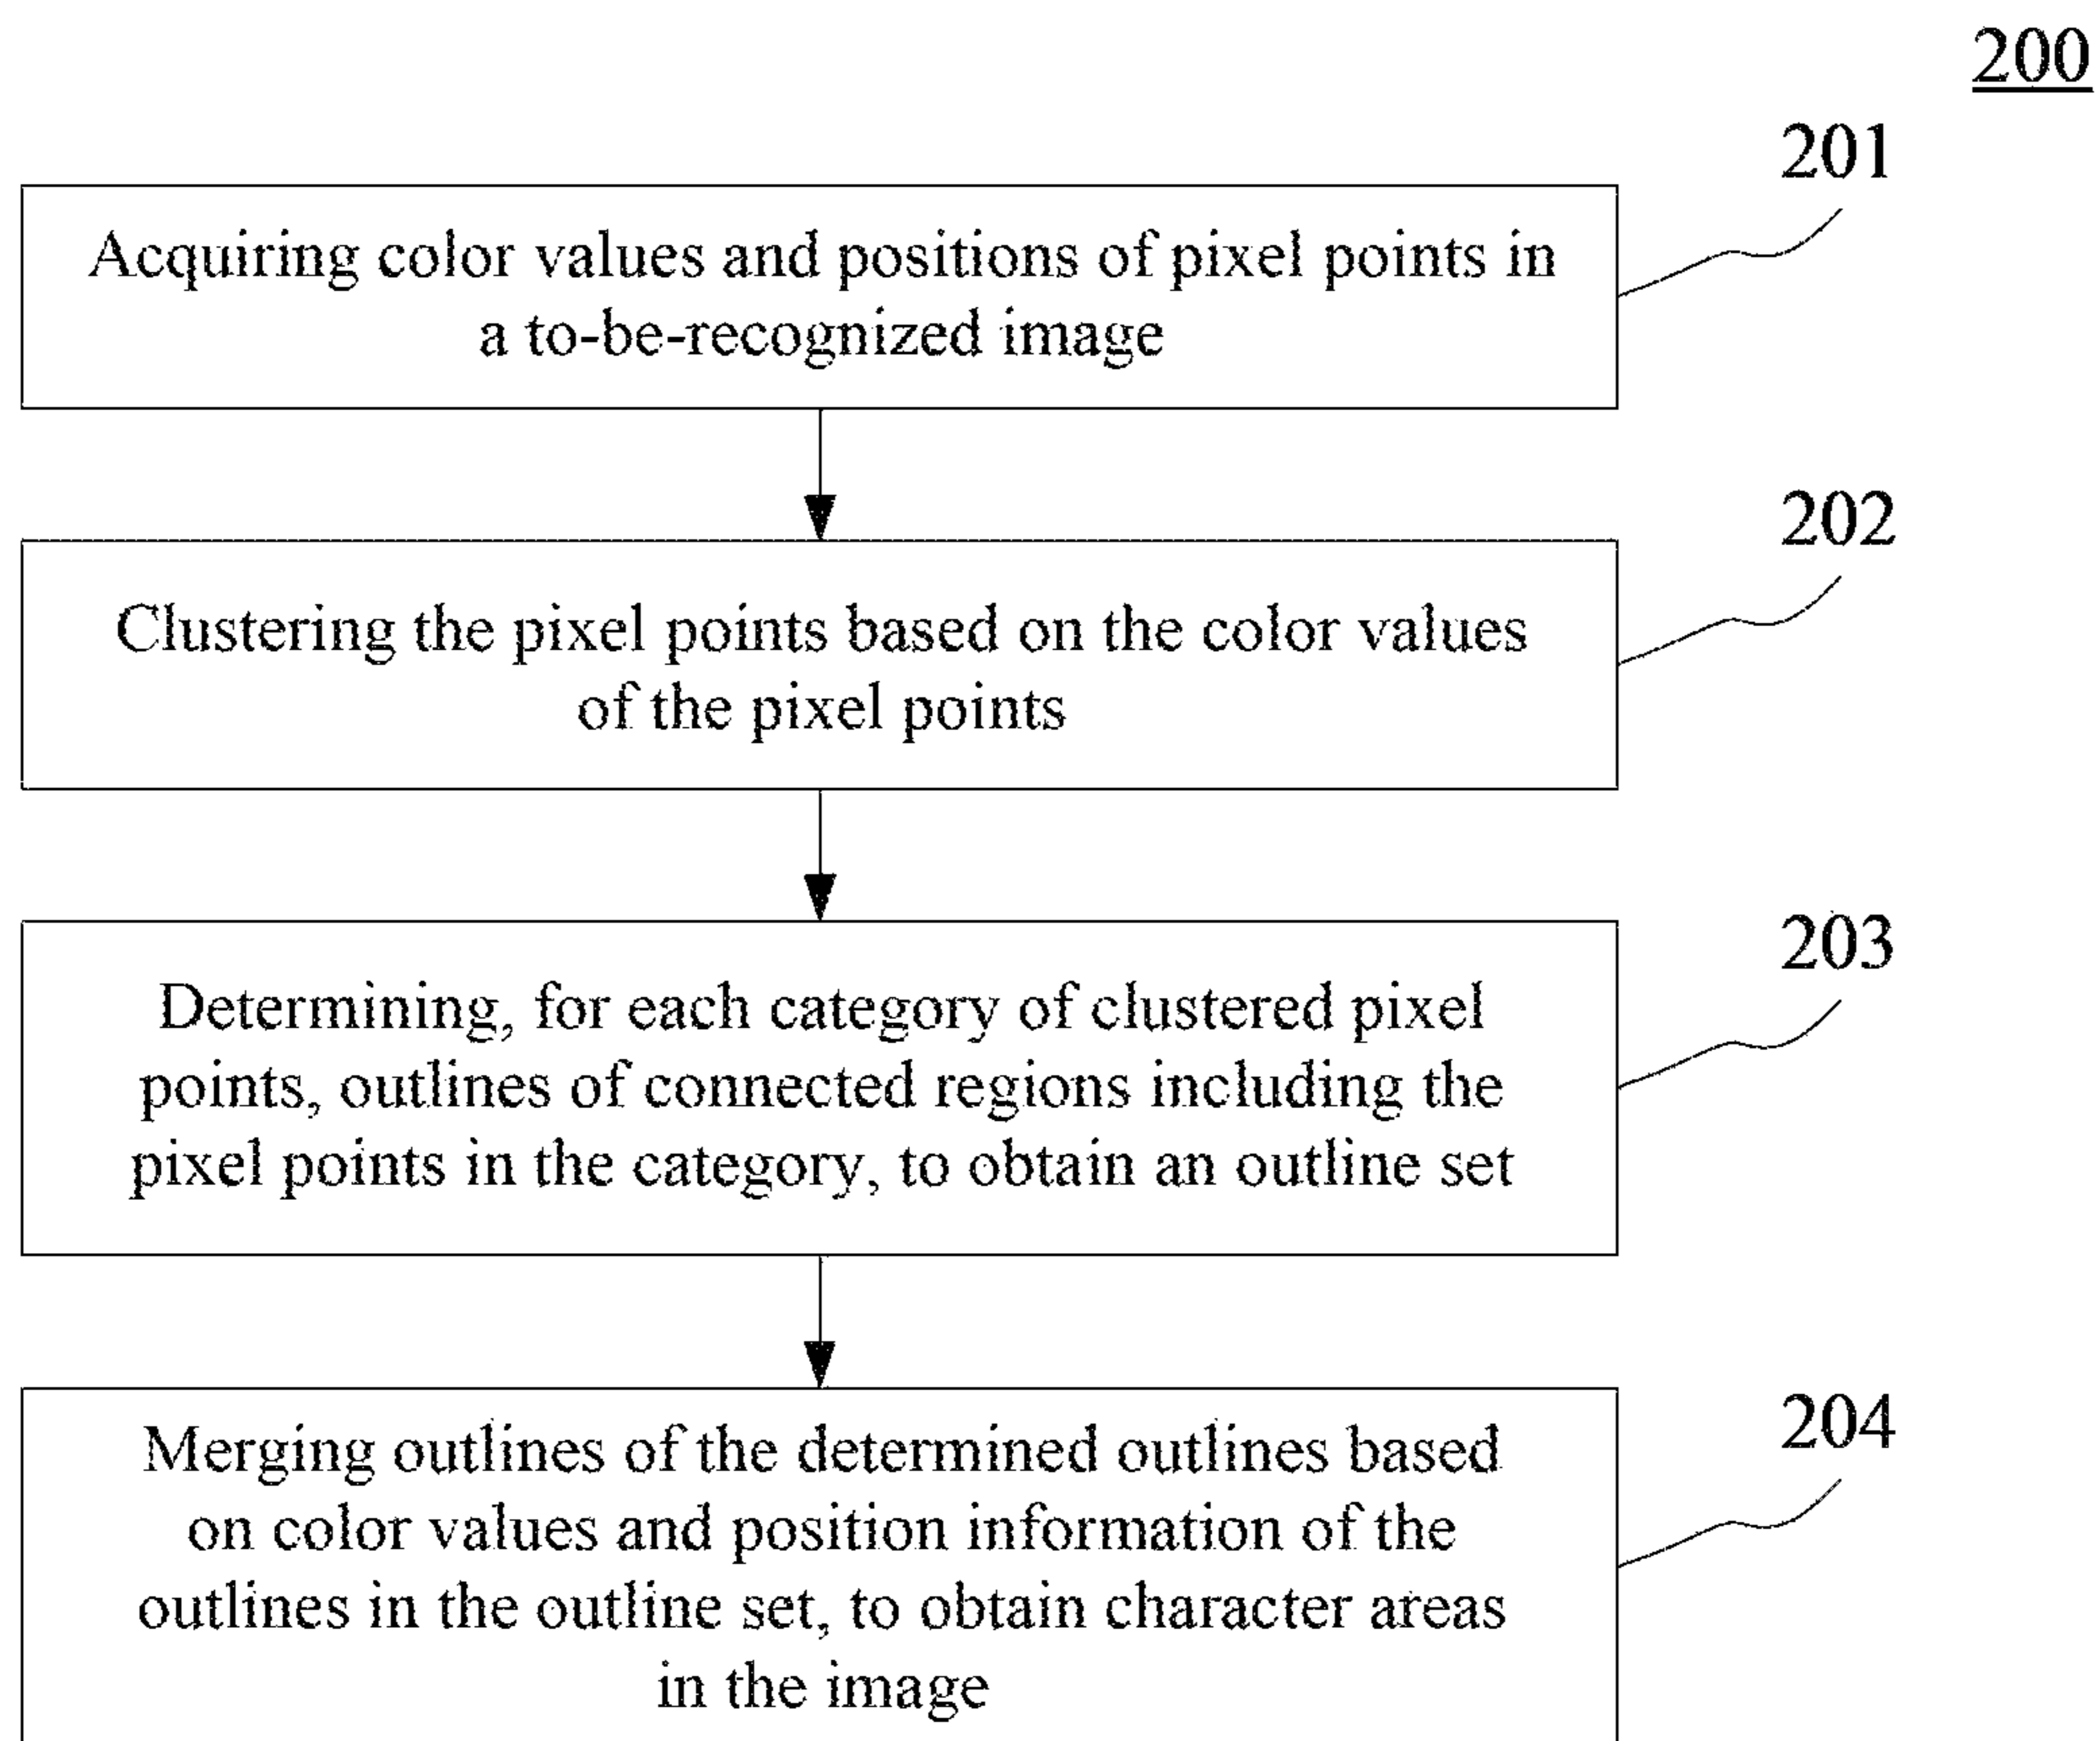 200
201
Acquiring color values and positions of pixel points in
a to-be-recognized image
202
Clustering the pixel points based on the color values
of the pixel points
203
Determining, for each category of clustered pixel
points, outlines of connected regions including the
pixel points in the category, to obtain an outline set
204
Merging outlines of the determined outlines based
on color values and position information of the
outlines in the outline set, to obtain character areas
in the image